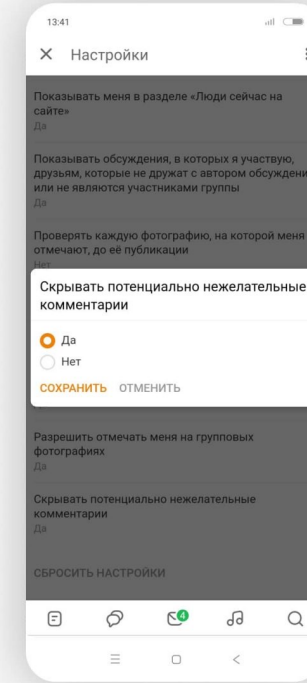 13:41
Настройки
Показывать меня в разделе «Люди сейчас на
сайте»
Да
Показывать обсуждения, в которых я участвую,
друзьям, которые не дружат с автором обсуждени
или не являются участниками группы
Да
Проверять каждую фотографию, на которой меня
отмечают, до её публикации
Нет
Скрывать потенциально нежелательные
комментарии
Да
Нет
СОХРАНИТЬ ОТМЕНИТЬ
Разрешить отмечать меня на групповых
фотографиях
Да
Скрывать потенциально нежелательные
комментарии
Да
СБРОСИТЬ НАСТРОЙКИ
4